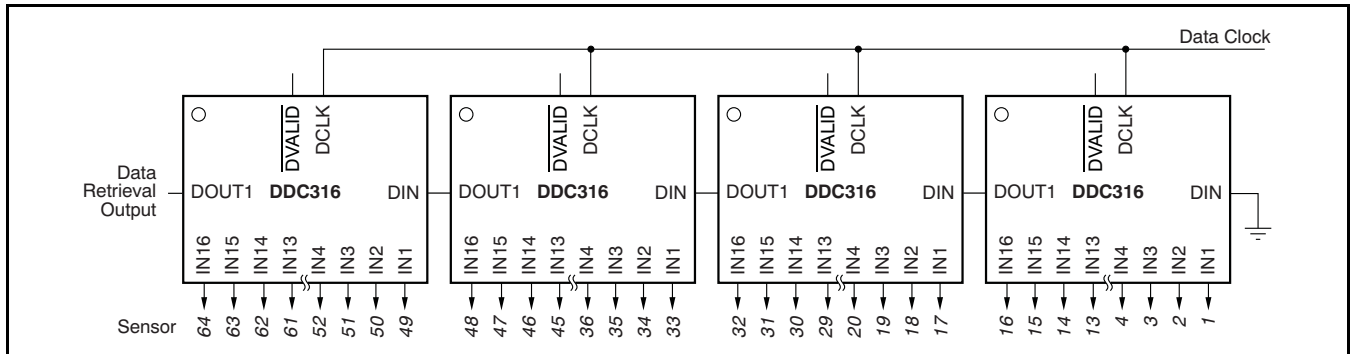 Data Clock
DVALID DCLK DVALID DCLK DVALID DCLK DVALID DCLK
Data
Retrieval
Output
DOUT1 DDC316 DIN DOUT1 DDC316 DIN DOUT1 DDC316 DIN DOUT1 DDC316 DIN
IN16 IN15 IN14 IN13 IN4 IN3 IN2 IN1 IN16 IN15 IN14 IN13 IN4 IN3 IN2 IN1 IN16 IN15 IN14 IN13 IN4 IN3 IN2 IN1 IN16 IN15 IN14 IN13 IN4 IN3 IN2 IN1
Sensor 64 63 62 61 52 51 50 49 48 47 46 45 36 35 34 33 32 31 30 29 20 19 18 17 16 15 14 13 4 3 2 1